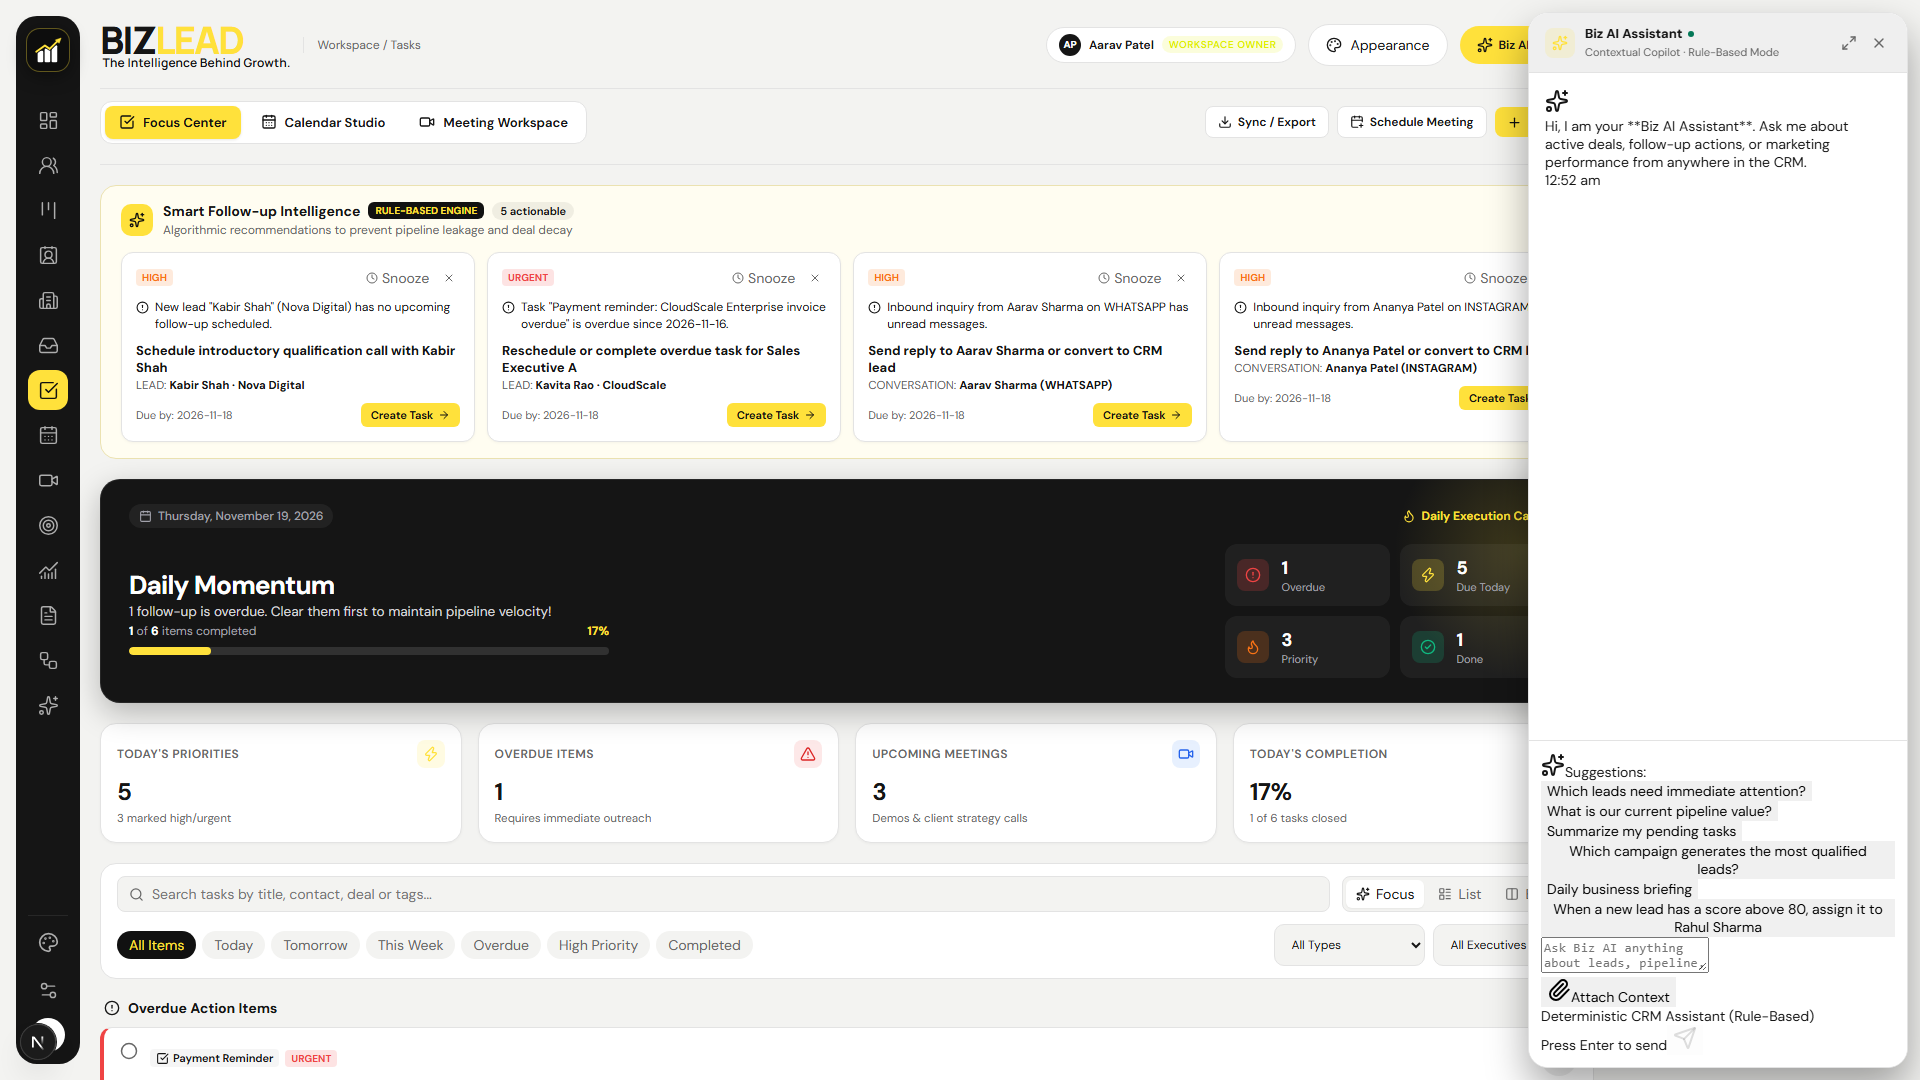 BIZLEAD
The Intelligence Behind Growth.
Workspace / Tasks
AP Aarav Patel WORKSPACE OWNER
Appearance
Biz AI
Focus Center
Calendar Studio
Meeting Workspace
Sync / Export
Schedule Meeting
Smart Follow-up Intelligence RULE-BASED ENGINE 5 actionable
Algorithmic recommendations to prevent pipeline leakage and deal decay
HIGH Snooze
New lead "Kabir Shah" (Nova Digital) has no upcoming
follow-up scheduled.
Schedule introductory qualification call with Kabir
Shah
LEAD: Kabir Shah · Nova Digital
Due by: 2026-11-18 Create Task →
URGENT Snooze
Task "Payment reminder: CloudScale Enterprise invoice
overdue" is overdue since 2026-11-16.
Reschedule or complete overdue task for Sales
Executive A
LEAD: Kavita Rao · CloudScale
Due by: 2026-11-18 Create Task →
HIGH Snooze
Inbound inquiry from Aarav Sharma on WHATSAPP has
unread messages.
Send reply to Aarav Sharma or convert to CRM
lead
CONVERSATION: Aarav Sharma (WHATSAPP)
Due by: 2026-11-18 Create Task →
HIGH Snooze
Inbound inquiry from Ananya Patel on INSTAGRAM
unread messages.
Send reply to Ananya Patel or convert to CRM
CONVERSATION: Ananya Patel (INSTAGRAM)
Due by: 2026-11-18 Create Task
Thursday, November 19, 2026
Daily Execution
Daily Momentum
1 follow-up is overdue. Clear them first to maintain pipeline velocity!
1 of 6 items completed 17%
1
Overdue
5
Due Today
3
Priority
1
Done
TODAY'S PRIORITIES
5
3 marked high/urgent
OVERDUE ITEMS
1
Requires immediate outreach
UPCOMING MEETINGS
3
Demos & client strategy calls
TODAY'S COMPLETION
17%
1 of 6 tasks closed
Search tasks by title, contact, deal or tags...
Focus
List
All Items
Today
Tomorrow
This Week
Overdue
High Priority
Completed
All Types
All Executives
Overdue Action Items
Payment Reminder URGENT
N
Biz AI Assistant
Contextual Copilot · Rule-Based Mode
Hi, I am your **Biz AI Assistant**. Ask me about
active deals, follow-up actions, or marketing
performance from anywhere in the CRM.
12:52 am
Suggestions:
Which leads need immediate attention?
What is our current pipeline value?
Summarize my pending tasks
Which campaign generates the most qualified
leads?
Daily business briefing
When a new lead has a score above 80, assign it to
Rahul Sharma
Ask Biz AI anything
about leads, pipeline,
Attach Context
Deterministic CRM Assistant (Rule-Based)
Press Enter to send